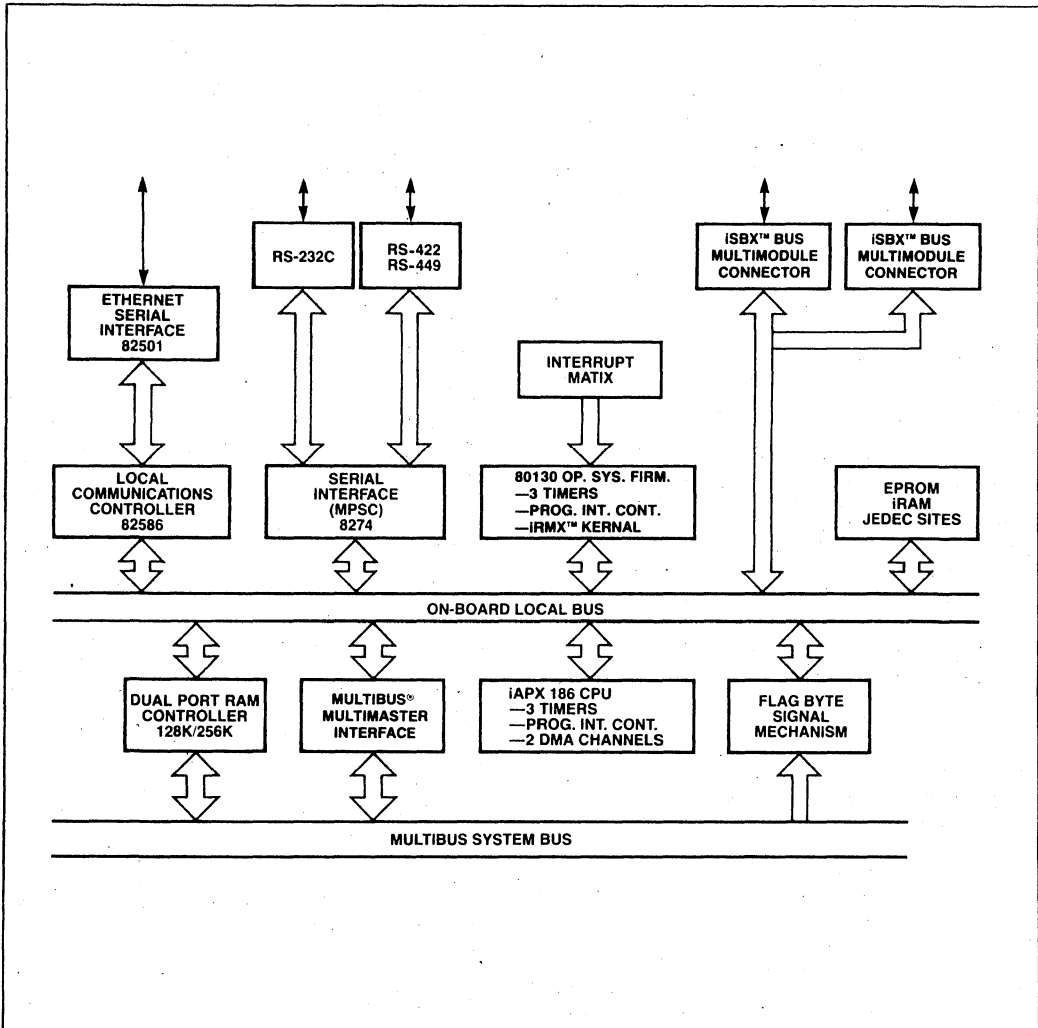 RS-232C
RS-422
RS-449
iSBX™ BUS
MULTIMODULE
CONNECTOR
iSBX™ BUS
MULTIMODULE
CONNECTOR
ETHERNET
SERIAL
INTERFACE
82501
INTERRUPT
MATIX
LOCAL
COMMUNICATIONS
CONTROLLER
82586
SERIAL
INTERFACE
(MPSC)
8274
80130 OP. SYS. FIRM.
—3 TIMERS
—PROG. INT. CONT.
—iRMX™ KERNAL
EPROM
iRAM
JEDEC SITES
ON-BOARD LOCAL BUS
DUAL PORT RAM
CONTROLLER
128K/256K
MULTIBUS®
MULTIMASTER
INTERFACE
iAPX 186 CPU
—3 TIMERS
—PROG. INT. CONT.
—2 DMA CHANNELS
FLAG BYTE
SIGNAL
MECHANISM
MULTIBUS SYSTEM BUS